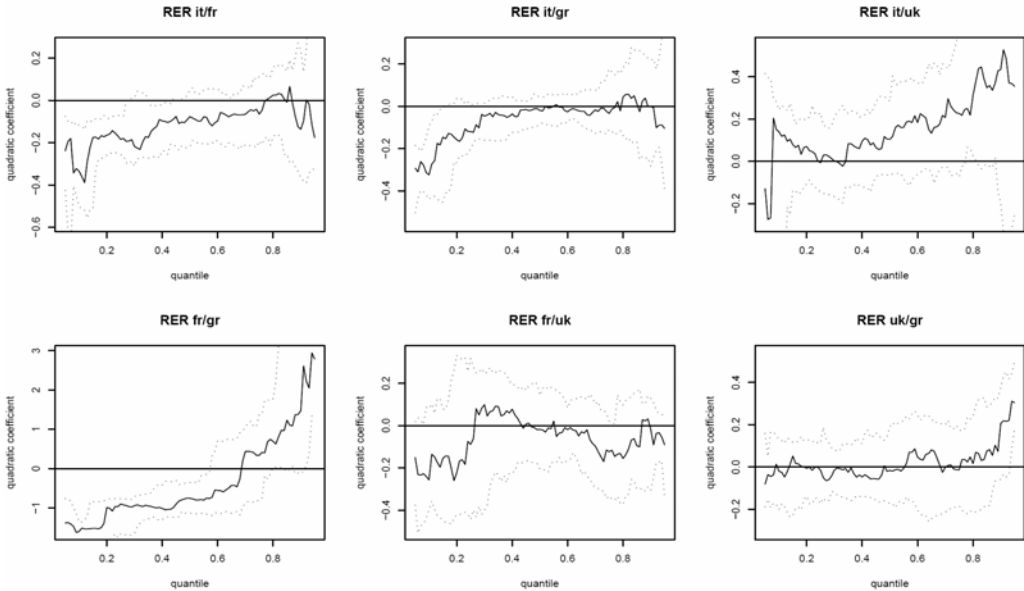 RER it/fr
RER it/gr
RER it/uk
quadratic coefficient
0.2
0.0
−0.2
−0.4
−0.6
0.2 0.4 0.6 0.8
quantile
quadratic coefficient
0.2
0.0
−0.2
−0.4
0.2 0.4 0.6 0.8
quantile
quadratic coefficient
0.4
0.2
0.0
−0.2
0.2 0.4 0.6 0.8
quantile
RER fr/gr
RER fr/uk
RER uk/gr
quadratic coefficient
3
2
1
0
−1
0.2 0.4 0.6 0.8
quantile
quadratic coefficient
0.2
0.0
−0.2
−0.4
0.2 0.4 0.6 0.8
quantile
quadratic coefficient
0.4
0.2
0.0
−0.2
0.2 0.4 0.6 0.8
quantile